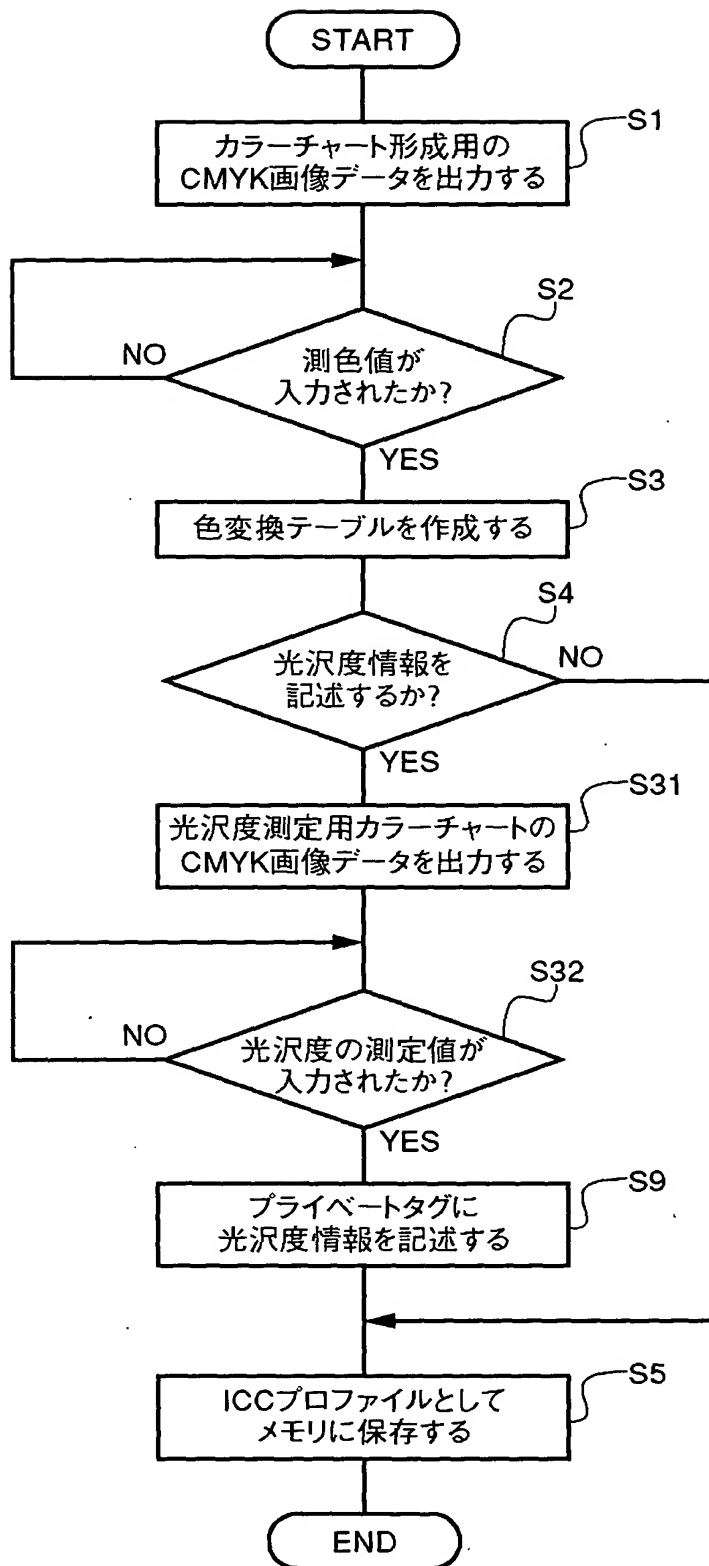 START
S1
カラーチャート形成用の
CMYK画像データを出力する
S2
NO
測色値が
入力されたか?
YES
S3
色変換テーブルを作成する
S4
光沢度情報を
記述するか?
NO
YES
S31
光沢度測定用カラーチャートの
CMYK画像データを出力する
S32
NO
光沢度の測定値が
入力されたか?
YES
S9
プライベートタグに
光沢度情報を記述する
S5
ICCプロファイルとして
メモリに保存する
END